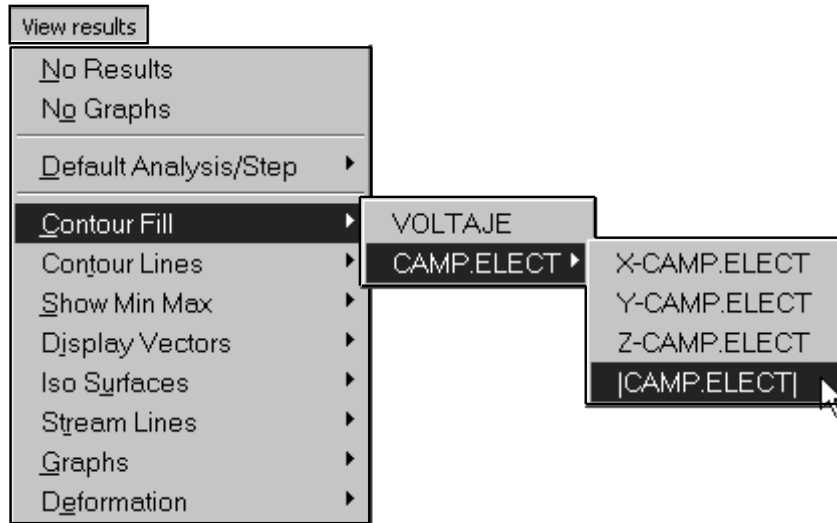 View results
No Results
No Graphs
Default Analysis/Step
Contour Fill
Contour Lines
Show Min Max
Display Vectors
Iso Surfaces
Stream Lines
Graphs
Deformation
VOLTAJE
CAMP.ELECT
X-CAMP.ELECT
Y-CAMP.ELECT
Z-CAMP.ELECT
|CAMP.ELECT|